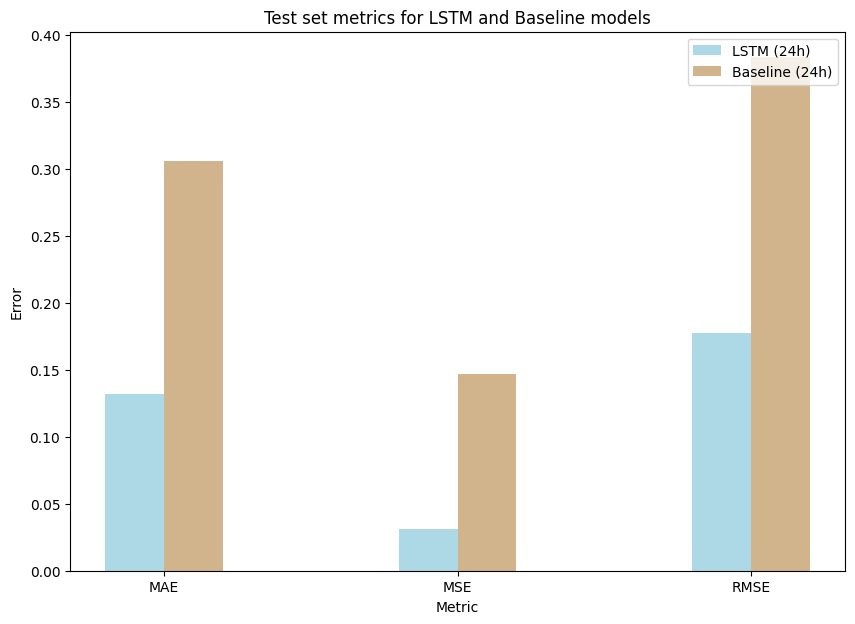 Test set metrics for LSTM and Baseline models
LSTM (24h)
Baseline (24h)
0.40
0.35
0.30
0.25
0.20
0.15
0.10
0.05
0.00
Error
MAE
MSE
RMSE
Metric